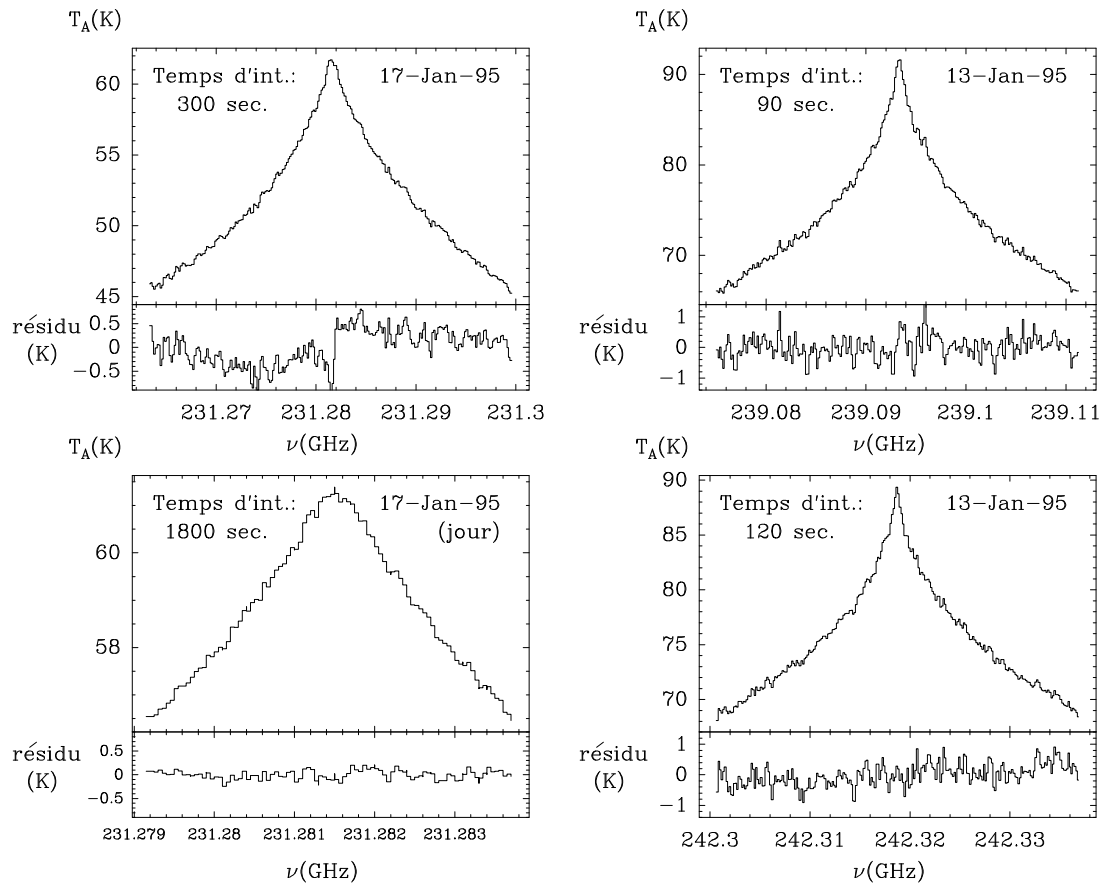 T_A(K)
Temps d'int.: 17-Jan-95
300 sec.
60
55
50
45
résidu
(K)
0.5
0
-0.5
231.27 231.28 231.29 231.3
ν(GHz)
T_A(K)
Temps d'int.: 13-Jan-95
90 sec.
90
80
70
résidu
(K)
1
0
-1
239.08 239.09 239.1 239.11
ν(GHz)
T_A(K)
Temps d'int.: 17-Jan-95
1800 sec. (jour)
60
58
résidu
(K)
0.5
0
-0.5
231.279 231.28 231.281 231.282 231.283
ν(GHz)
T_A(K)
Temps d'int.: 13-Jan-95
120 sec.
90
85
80
75
70
résidu
(K)
1
0
-1
242.3 242.31 242.32 242.33
ν(GHz)